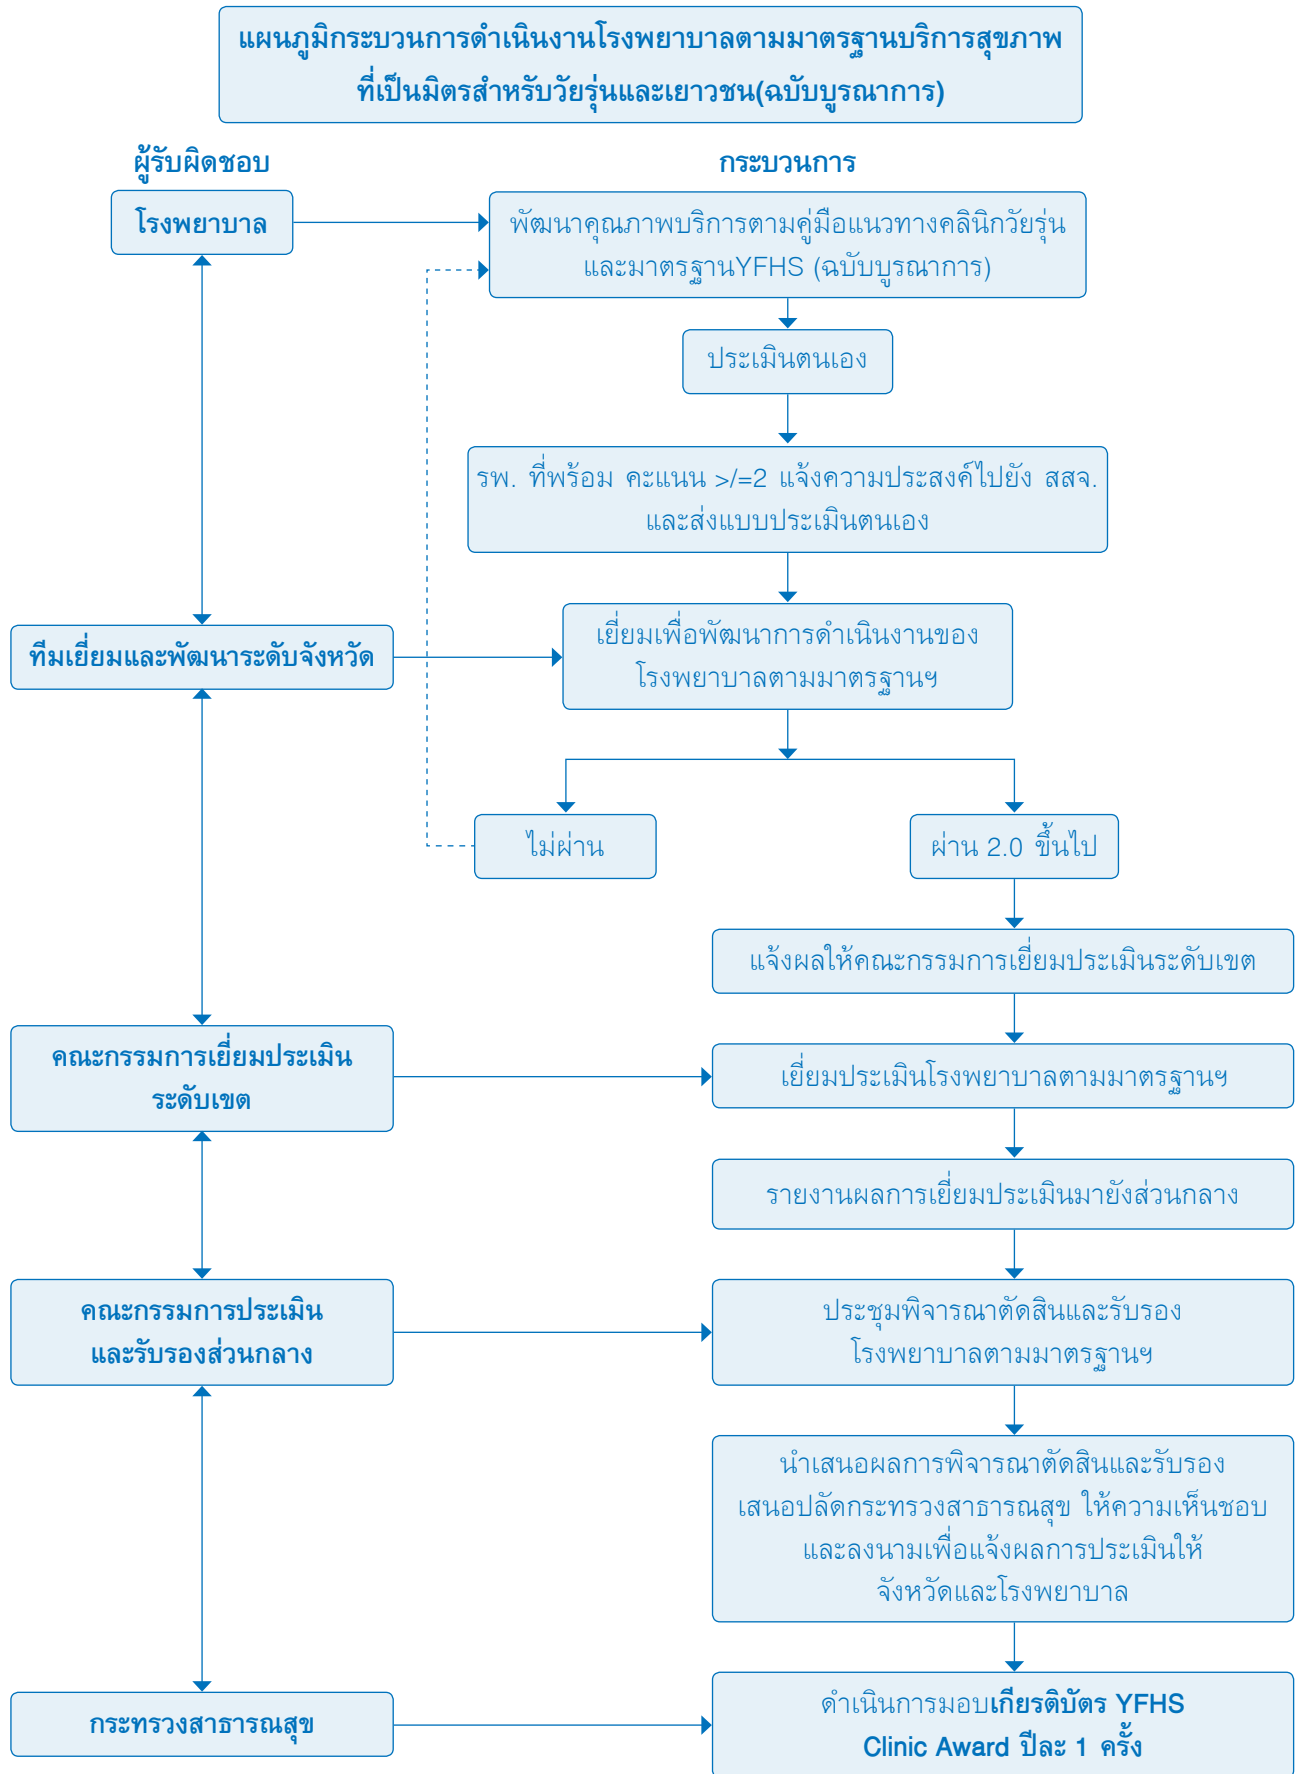 แผนภูมิกระบวนการดำเนินงานโรงพยาบาลตามมาตรฐานบริการสุขภาพ
ที่เป็นมิตรสำหรับวัยรุ่นและเยาวชน(ฉบับบูรณาการ)
ผู้รับผิดชอบ
กระบวนการ
โรงพยาบาล
พัฒนาคุณภาพบริการตามคู่มือแนวทางคลินิกวัยรุ่น
และมาตรฐานYFHS (ฉบับบูรณาการ)
ประเมินตนเอง
รพ. ที่พร้อม คะแนน >/=2 แจ้งความประสงค์ไปยัง สสจ.
และส่งแบบประเมินตนเอง
ทีมเยี่ยมและพัฒนาระดับจังหวัด
เยี่ยมเพื่อพัฒนาการดำเนินงานของ
โรงพยาบาลตามมาตรฐานฯ
ไม่ผ่าน
ผ่าน 2.0 ขึ้นไป
แจ้งผลให้คณะกรรมการเยี่ยมประเมินระดับเขต
คณะกรรมการเยี่ยมประเมิน
ระดับเขต
เยี่ยมประเมินโรงพยาบาลตามมาตรฐานฯ
รายงานผลการเยี่ยมประเมินมายังส่วนกลาง
คณะกรรมการประเมิน
และรับรองส่วนกลาง
ประชุมพิจารณาตัดสินและรับรอง
โรงพยาบาลตามมาตรฐานฯ
นำเสนอผลการพิจารณาตัดสินและรับรอง
เสนอปลัดกระทรวงสาธารณสุข ให้ความเห็นชอบ
และลงนามเพื่อแจ้งผลการประเมินให้
จังหวัดและโรงพยาบาล
กระทรวงสาธารณสุข
ดำเนินการมอบเกียรติบัตร YFHS
Clinic Award ปีละ 1 ครั้ง